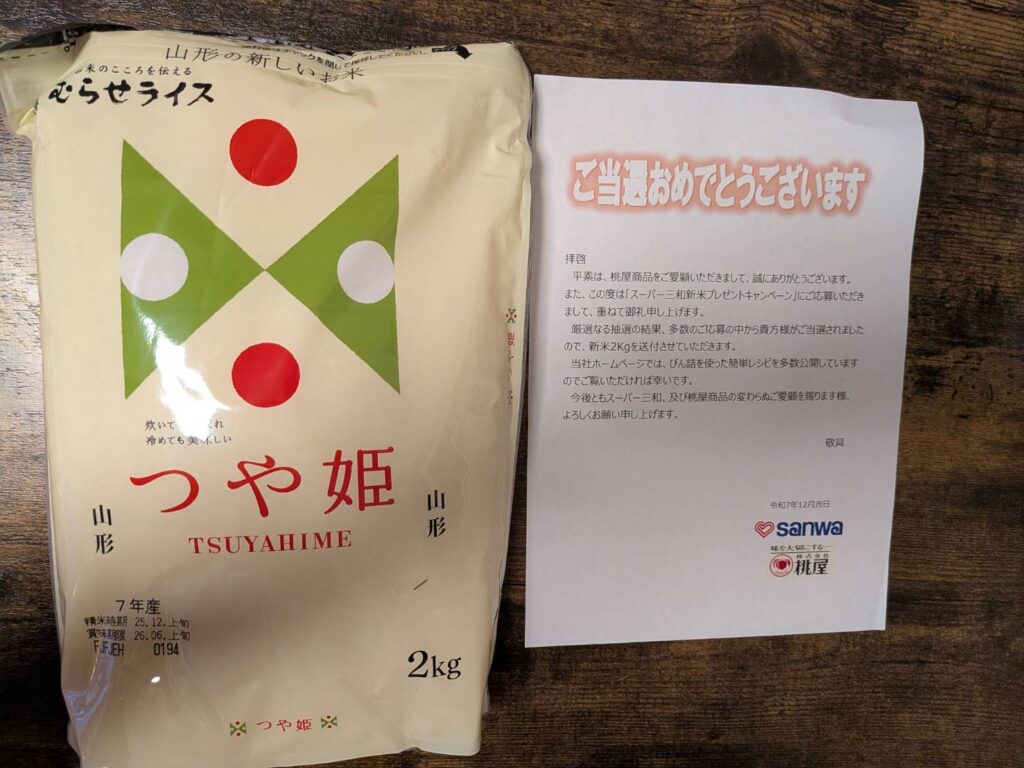 山形の新しいお米
米のこころを伝える
むらせライス
炊いて
冷めても美味しい
つや姫
TSUYAHIME
山形
山形
7年産
精米時期 25.12.上旬
賞味期限 26.06.上旬
0194
2kg
つや姫
ご当選おめでとうございます
拝啓
平素は、桃屋商品をご愛顧いただきまして、誠にありがとうございます。
また、この度は「スーパー三和新米プレゼントキャンペーン」にご応募いただき
まして、重ねて御礼申し上げます。
厳選なる抽選の結果、多数のご応募の中から貴方様がご当選されました
ので、新米2Kgを送付させていただきます。
当社ホームページでは、びん詰を使った簡単レシピを多数公開しています
のでご覧いただければ幸いです。
今後ともスーパー三和、及び桃屋商品の変わらぬご愛顧を賜ります様、
よろしくお願い申し上げます。
敬具
令和7年12月吉日
sanwa
味を大切にする…
株式会社
桃屋